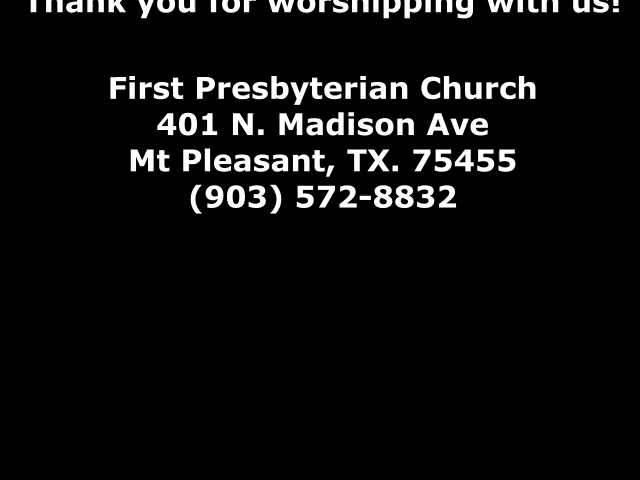 Thank you for worshipping with us!
First Presbyterian Church
401 N. Madison Ave
Mt Pleasant, TX. 75455
(903) 572-8832